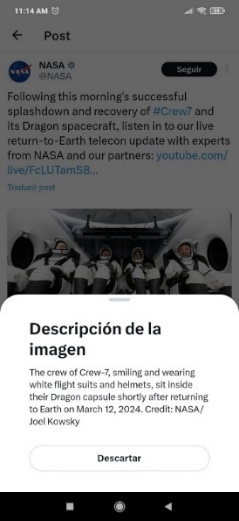 11:14 AM
Post
NASA
@NASA
Seguir
Following this morning's successful
splashdown and recovery of #Crew7 and
its Dragon spacecraft, listen in to our live
return-to-Earth telecon update with experts
from NASA and our partners: youtube.com/
live/FcLUTamS8...
Traducir post
Descripción de la
imagen
The crew of Crew-7, smiling and wearing
white flight suits and helmets, sit inside
their Dragon capsule shortly after returning
to Earth on March 12, 2024. Credit: NASA/
Joel Kowsky
Descartar